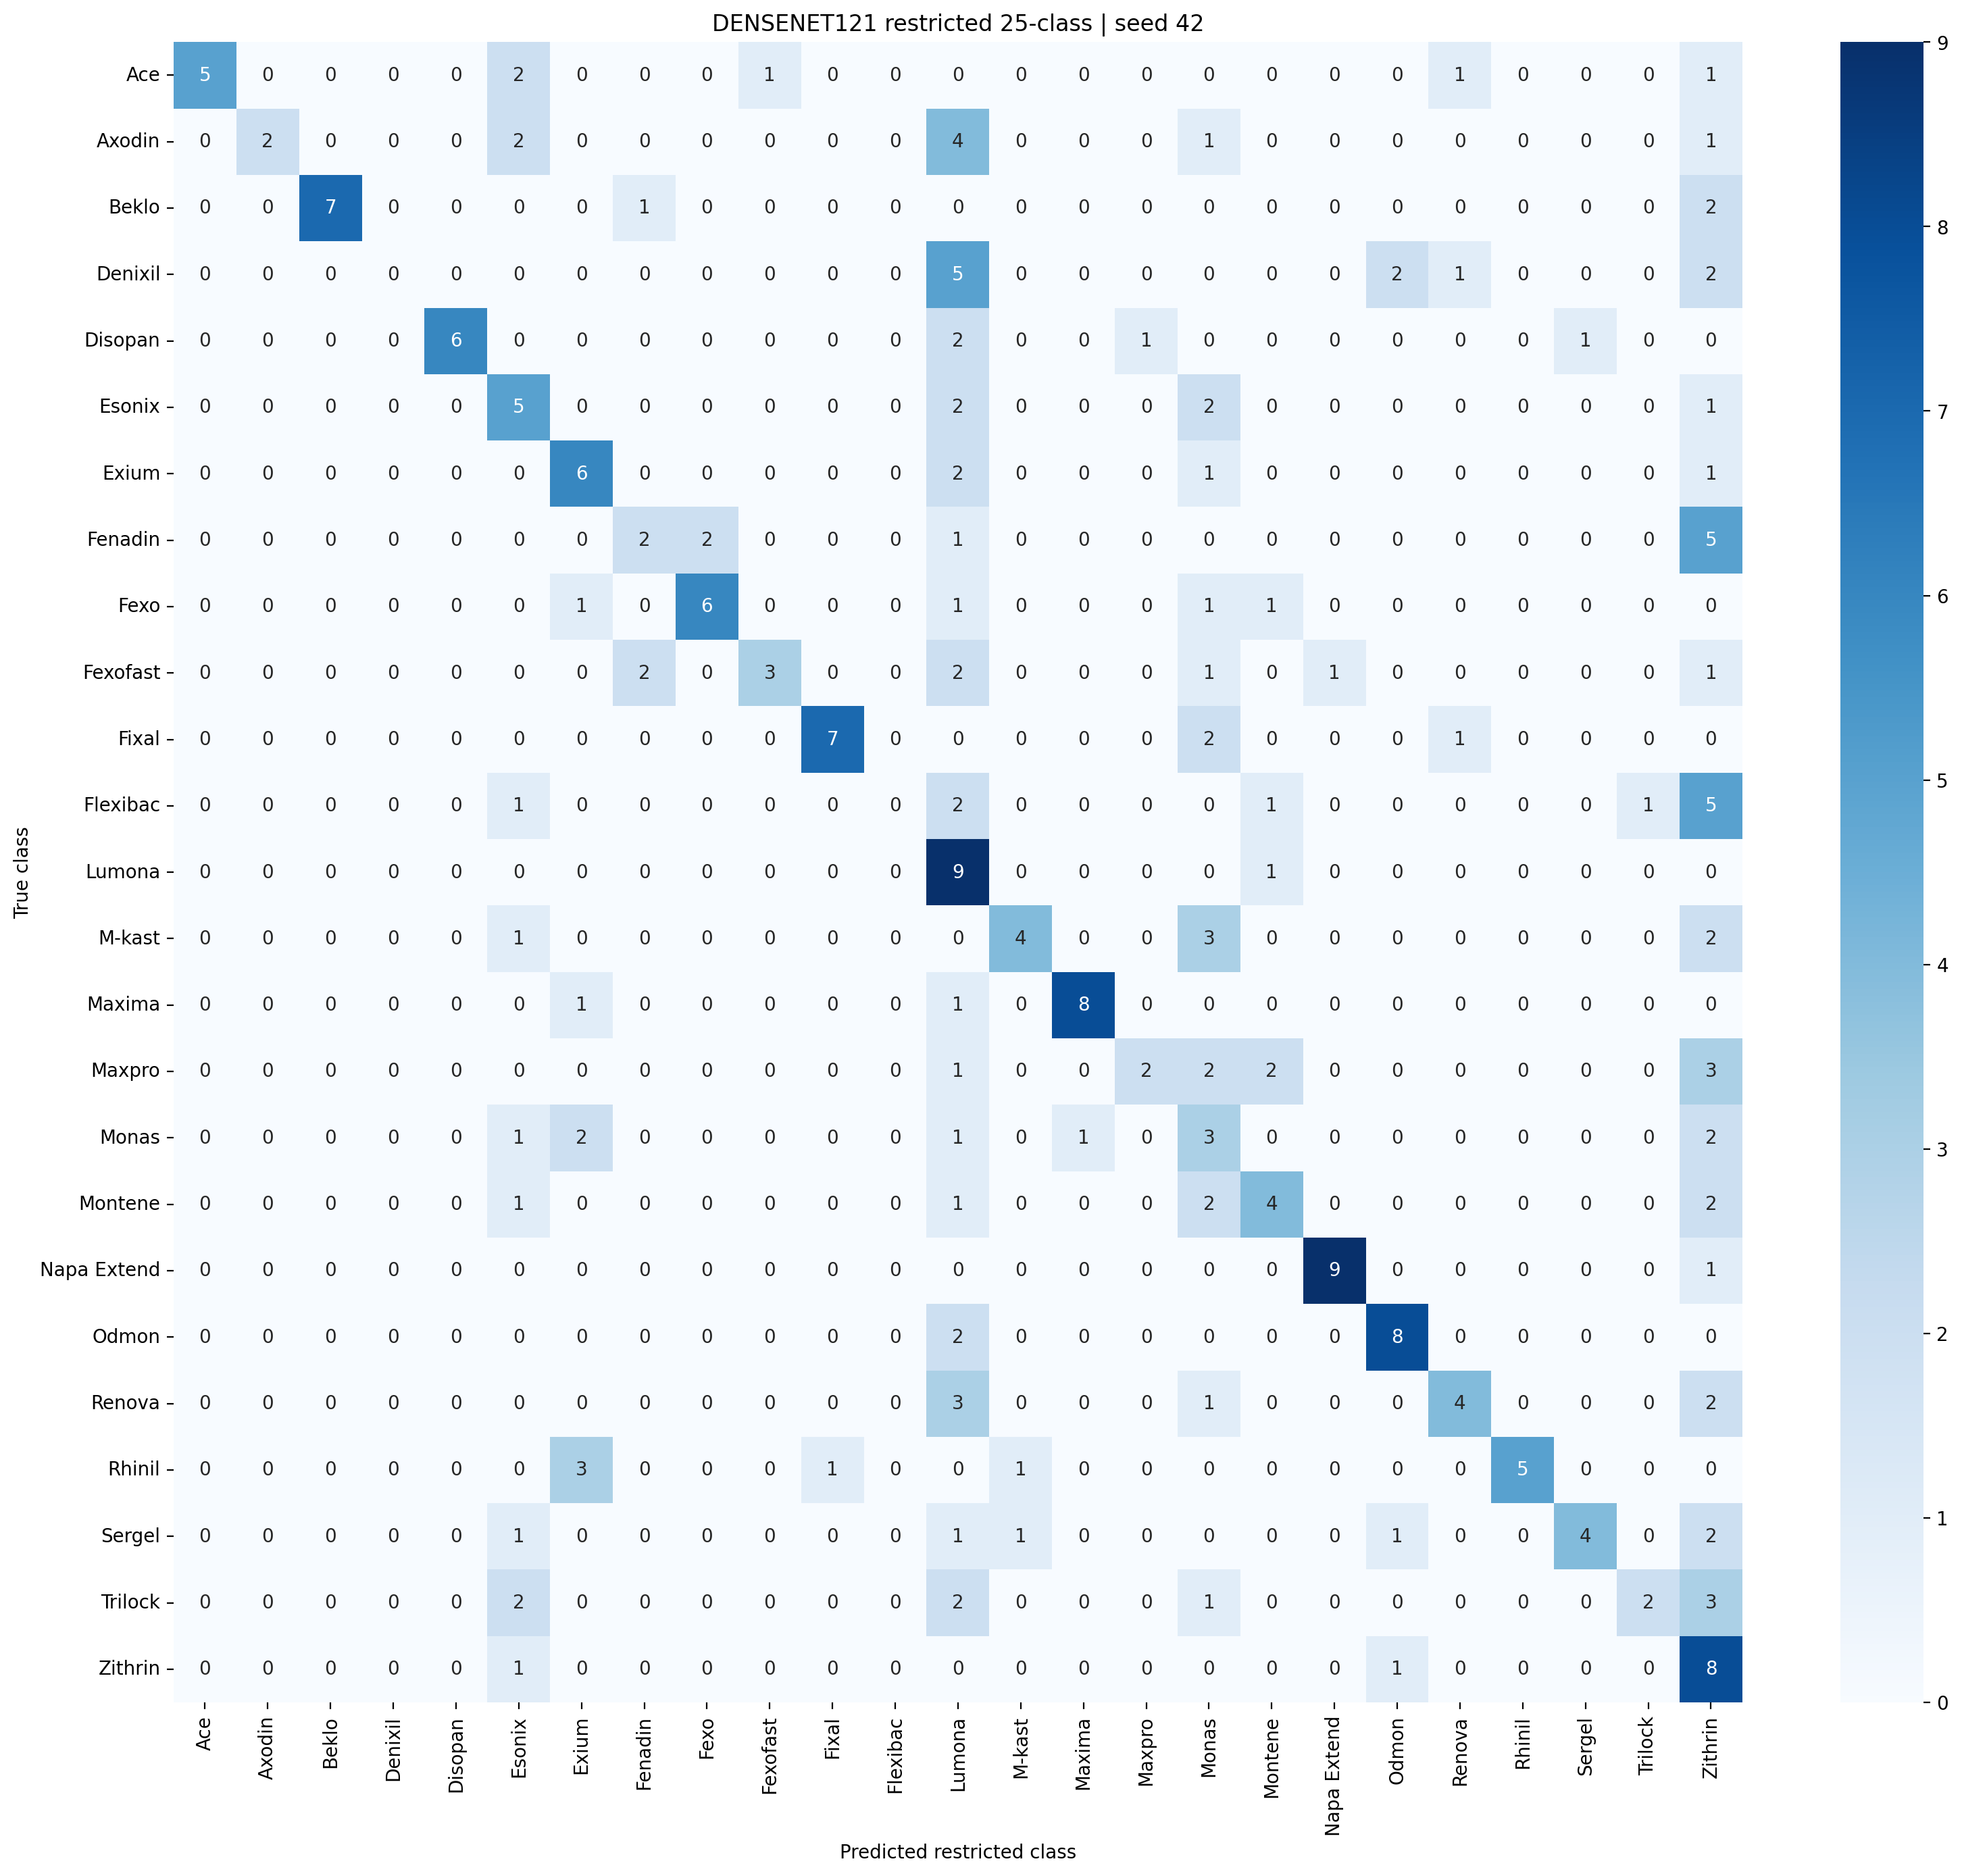 DENSENET121 restricted 25-class | seed 42
Ace 5 0 0 0 0 2 0 0 0 1 0 0 0 0 0 0 0 0 0 0 1 0 0 0 1
Axodin 0 2 0 0 0 2 0 0 0 0 0 0 4 0 0 0 1 0 0 0 0 0 0 0 1
Beklo 0 0 7 0 0 0 0 1 0 0 0 0 0 0 0 0 0 0 0 0 0 0 0 0 2
Denixil 0 0 0 0 0 0 0 0 0 0 0 0 5 0 0 0 0 0 0 2 1 0 0 0 2
Disopan 0 0 0 0 6 0 0 0 0 0 0 0 2 0 0 1 0 0 0 0 0 0 1 0 0
Esonix 0 0 0 0 0 5 0 0 0 0 0 0 2 0 0 0 2 0 0 0 0 0 0 0 1
Exium 0 0 0 0 0 0 6 0 0 0 0 0 2 0 0 0 1 0 0 0 0 0 0 0 1
Fenadin 0 0 0 0 0 0 0 2 2 0 0 0 1 0 0 0 0 0 0 0 0 0 0 0 5
Fexo 0 0 0 0 0 0 1 0 6 0 0 0 1 0 0 0 1 1 0 0 0 0 0 0 0
Fexofast 0 0 0 0 0 0 0 2 0 3 0 0 2 0 0 0 1 0 1 0 0 0 0 0 1
Fixal 0 0 0 0 0 0 0 0 0 0 7 0 0 0 0 0 2 0 0 0 1 0 0 0 0
Flexibac 0 0 0 0 0 1 0 0 0 0 0 0 2 0 0 0 0 1 0 0 0 0 0 1 5
Lumona 0 0 0 0 0 0 0 0 0 0 0 0 9 0 0 0 0 1 0 0 0 0 0 0 0
M-kast 0 0 0 0 0 1 0 0 0 0 0 0 0 4 0 0 3 0 0 0 0 0 0 0 2
Maxima 0 0 0 0 0 0 1 0 0 0 0 0 1 0 8 0 0 0 0 0 0 0 0 0 0
Maxpro 0 0 0 0 0 0 0 0 0 0 0 0 1 0 0 2 2 2 0 0 0 0 0 0 3
Monas 0 0 0 0 0 1 2 0 0 0 0 0 1 0 1 0 3 0 0 0 0 0 0 0 2
Montene 0 0 0 0 0 1 0 0 0 0 0 0 1 0 0 0 2 4 0 0 0 0 0 0 2
Napa Extend 0 0 0 0 0 0 0 0 0 0 0 0 0 0 0 0 0 0 9 0 0 0 0 0 1
Odmon 0 0 0 0 0 0 0 0 0 0 0 0 2 0 0 0 0 0 0 8 0 0 0 0 0
Renova 0 0 0 0 0 0 0 0 0 0 0 0 3 0 0 0 1 0 0 0 4 0 0 0 2
Rhinil 0 0 0 0 0 0 3 0 0 0 1 0 0 1 0 0 0 0 0 0 0 5 0 0 0
Sergel 0 0 0 0 0 1 0 0 0 0 0 0 1 1 0 0 0 0 0 1 0 0 4 0 2
Trilock 0 0 0 0 0 2 0 0 0 0 0 0 2 0 0 0 1 0 0 0 0 0 0 2 3
Zithrin 0 0 0 0 0 1 0 0 0 0 0 0 0 0 0 0 0 0 0 1 0 0 0 0 8
True class
Ace Axodin Beklo Denixil Disopan Esonix Exium Fenadin Fexo Fexofast Fixal Flexibac Lumona M-kast Maxima Maxpro Monas Montene Napa Extend Odmon Renova Rhinil Sergel Trilock Zithrin
Predicted restricted class
9
8
7
6
5
4
3
2
1
0